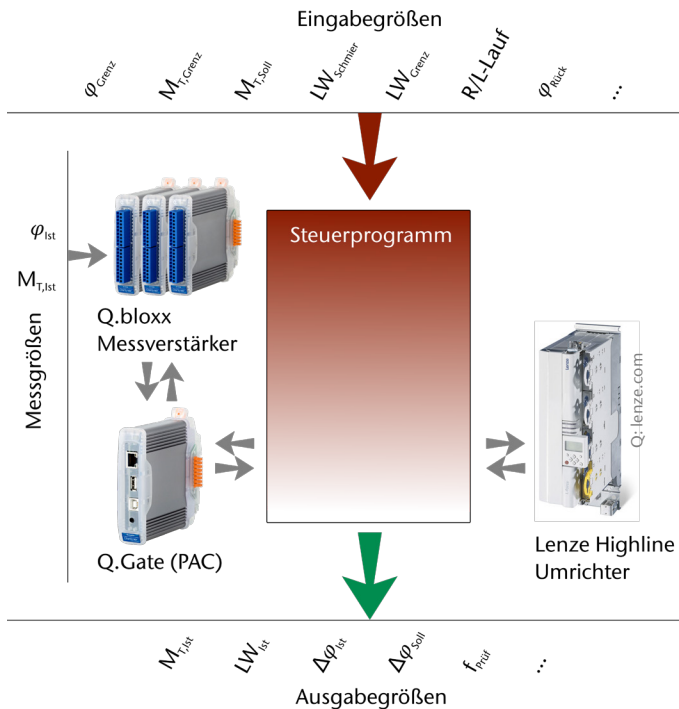 Eingabegrößen
φGrenz
MT,Grenz
MT,Soll
LWSchmier
LWGrenz
R/L-Lauf
φRück
...
Steuerprogramm
Messgrößen
φIst
MT,Ist
Q.bloxx
Messverstärker
Q.Gate (PAC)
Q: lenze.com
Lenze Highline
Umrichter
MT,Ist
LWIst
ΔφIst
ΔφSoll
fPrüf
...
Ausgabegrößen